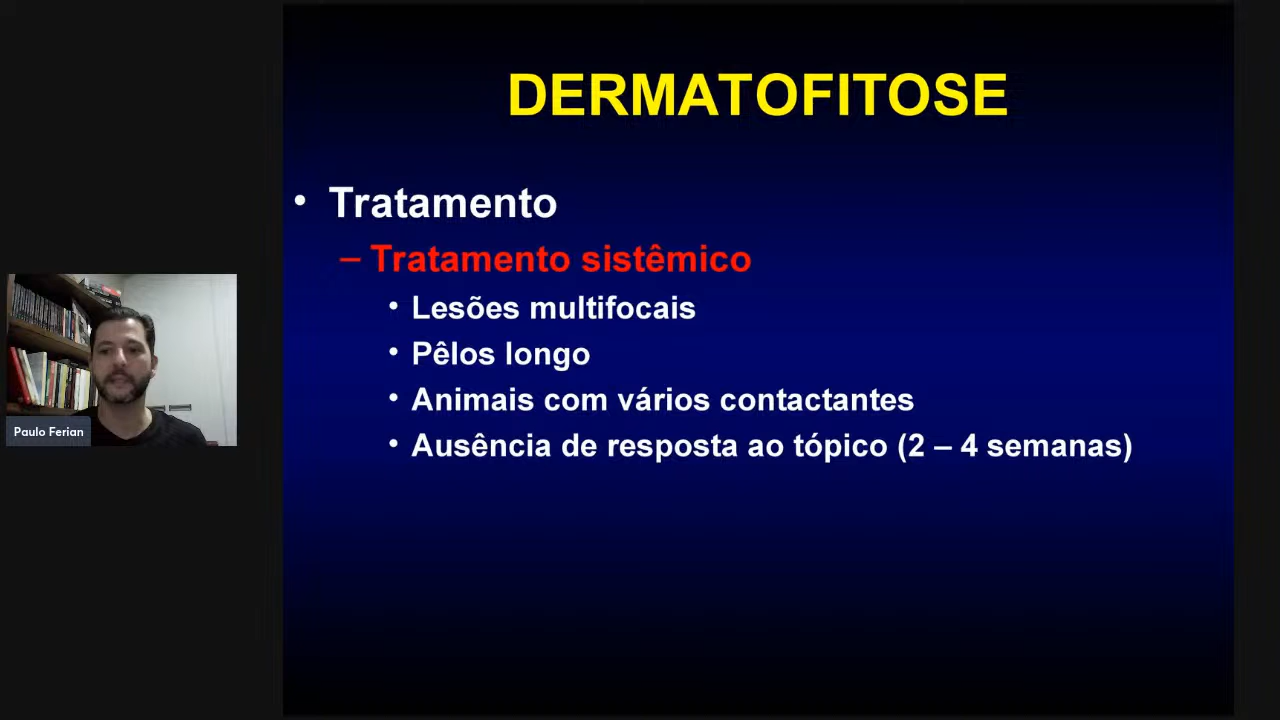 DERMATOFITOSE
• Tratamento
– Tratamento sistêmico
• Lesões multifocais
• Pêlos longo
• Animais com vários contactantes
• Ausência de resposta ao tópico (2 – 4 semanas)
Paulo Ferian